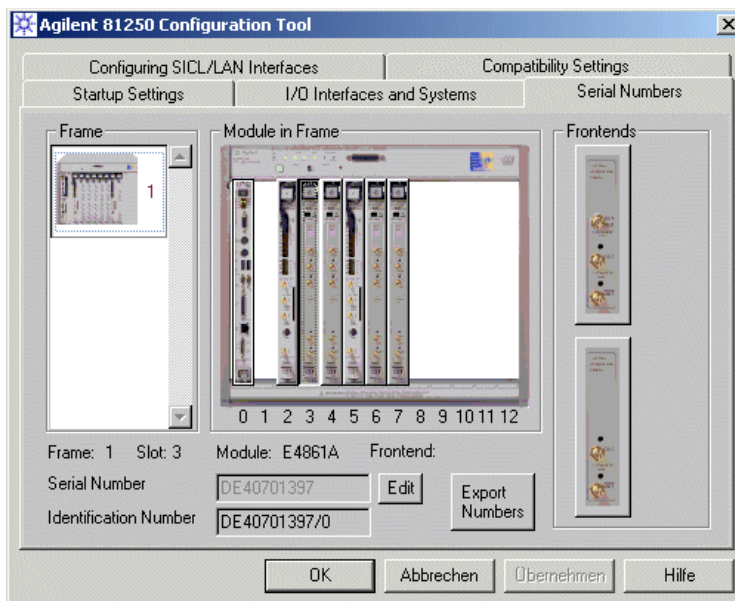 Agilent 81250 Configuration Tool
Configuring SICL/LAN Interfaces
Compatibility Settings
Startup Settings
I/O Interfaces and Systems
Serial Numbers
Frame
Module in Frame
Frontends
1
0 1 2 3 4 5 6 7 8 9 10 11 12
Frame: 1 Slot: 3 Module: E4861A Frontend:
Serial Number
DE40701397
Edit
Export
Numbers
Identification Number
DE40701397/0
OK
Abbrechen
Übernehmen
Hilfe